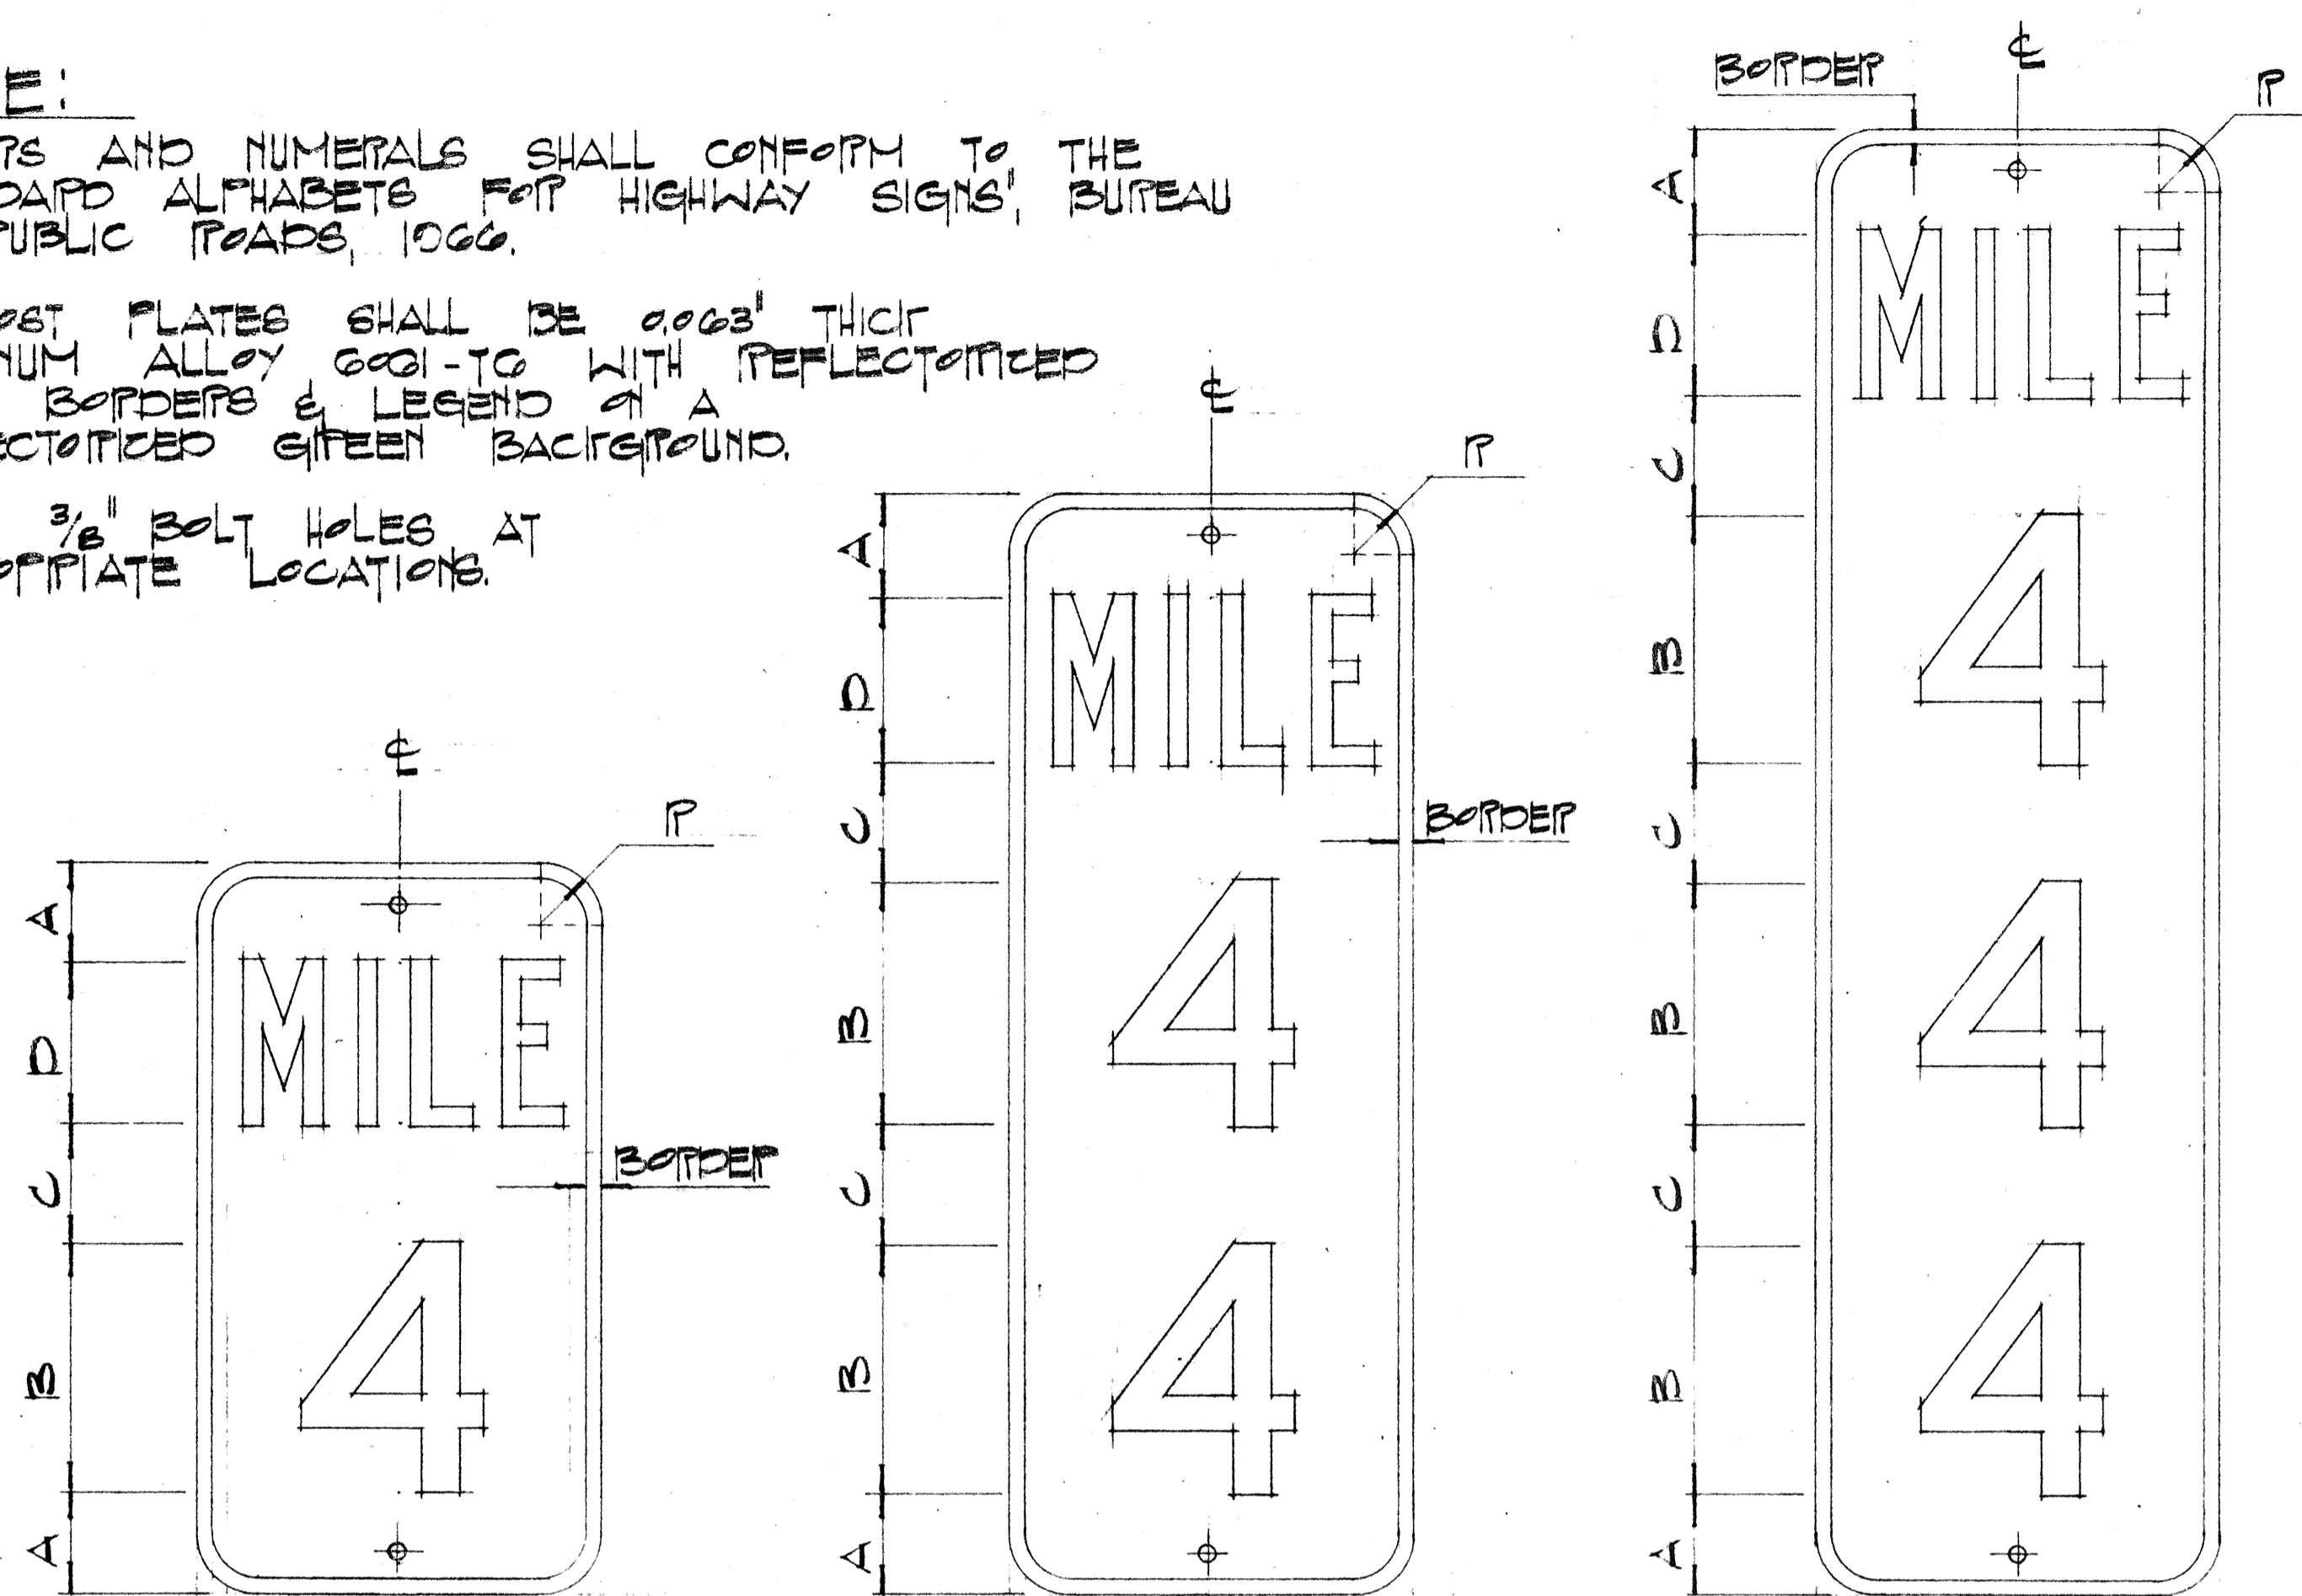 E:
RS AND NUMERALS SHALL CONFORM TO THE
DARD ALPHABETS FOR HIGHWAY SIGNS", BUREAU
PUBLIC ROADS, 1966.
OST PLATES SHALL BE 0.063" THICK
NUM ALLOY 6061-T6 WITH REFLECTORIZED
BORDERS & LEGEND ON A
ECTORIZED GREEN BACKGROUND.
3/8" BOLT HOLES AT
OPRIATE LOCATIONS.
℄
R
A
D
C
B
A
MILE
4
BORDER
℄
R
A
D
C
B
C
B
A
MILE
4
4
BORDER
BORDER
℄
R
A
D
C
B
C
B
C
B
A
MILE
4
4
4